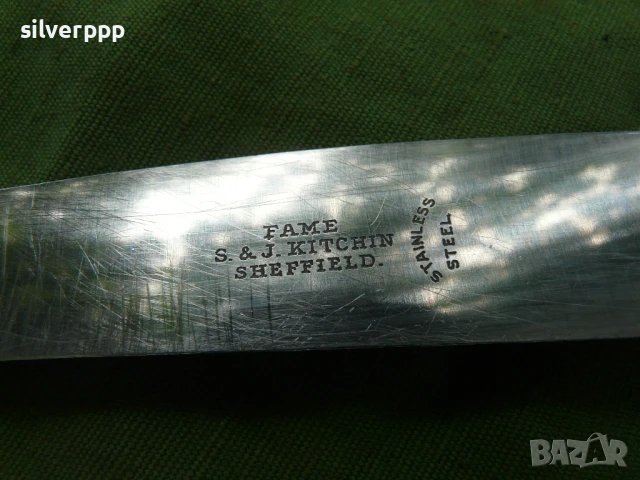 silverppp
FAME
S. & J. KITCHIN
SHEFFIELD.
STAINLESS
STEEL
BAZAR